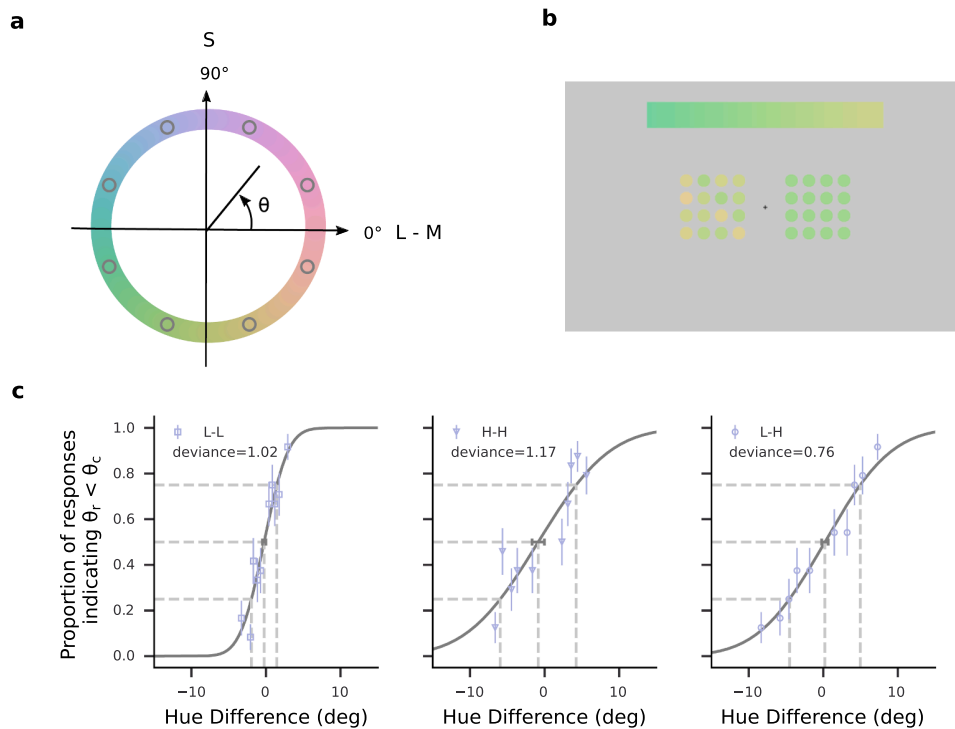 a
b
S
90°
θ
0° L - M
c
Proportion of responses
indicating θr < θc
1.0
0.8
0.6
0.4
0.2
0.0
L-L
deviance=1.02
H-H
deviance=1.17
L-H
deviance=0.76
−10 0 10
−10 0 10
−10 0 10
Hue Difference (deg)
Hue Difference (deg)
Hue Difference (deg)